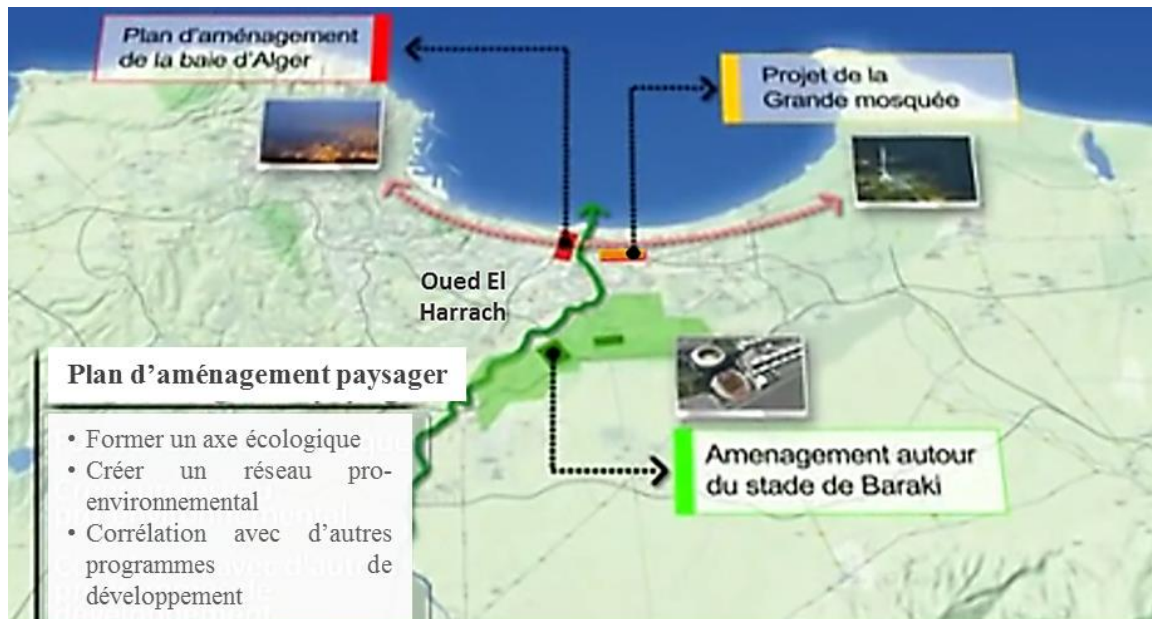 Plan d'aménagement
de la baie d'Alger
Projet de la
Grande mosquée
Oued El
Harrach
Plan d’aménagement paysager
• Former un axe écologique
• Créer un réseau pro-
environnemental
• Corrélation avec d’autres
programmes de
développement
Amenagement autour
du stade de Baraki